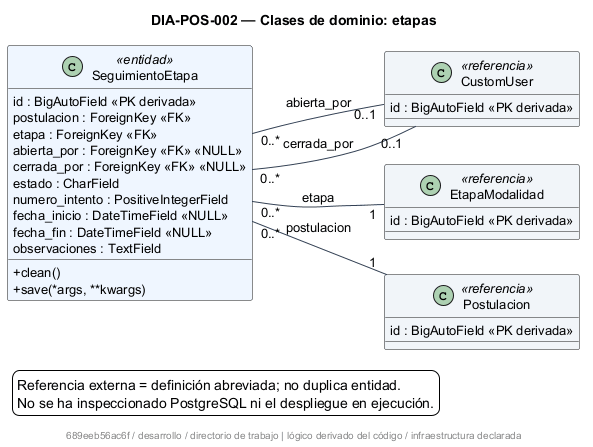 DIA-POS-002 — Clases de dominio: etapas
C
«entidad»
SeguimientoEtapa
id : BigAutoField «PK derivada»
postulacion : ForeignKey «FK»
etapa : ForeignKey «FK»
abierta_por : ForeignKey «FK» «NULL»
cerrada_por : ForeignKey «FK» «NULL»
estado : CharField
numero_intento : PositiveIntegerField
fecha_inicio : DateTimeField «NULL»
fecha_fin : DateTimeField «NULL»
observaciones : TextField
+clean()
+save(*args, **kwargs)
abierta_por
0..*
0..1
cerrada_por
0..*
0..1
etapa
0..*
1
postulacion
0..*
1
C
«referencia»
CustomUser
id : BigAutoField «PK derivada»
C
«referencia»
EtapaModalidad
id : BigAutoField «PK derivada»
C
«referencia»
Postulacion
id : BigAutoField «PK derivada»
Referencia externa = definición abreviada; no duplica entidad.
No se ha inspeccionado PostgreSQL ni el despliegue en ejecución.
689eeb56ac6f / desarrollo / directorio de trabajo | lógico derivado del código / infraestructura declarada